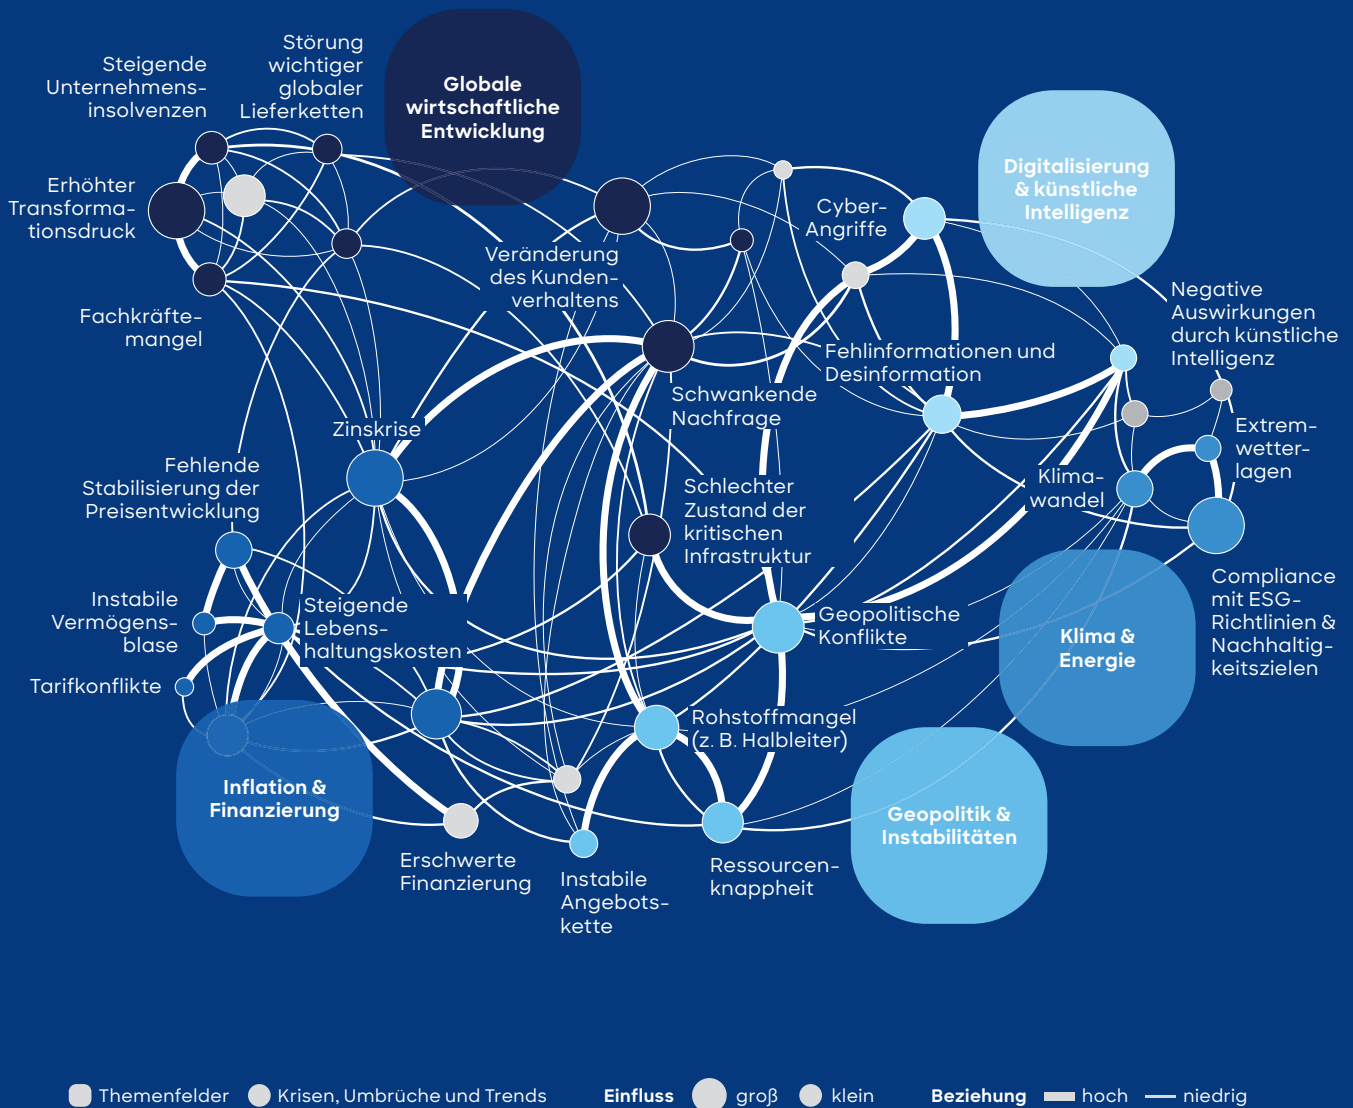 Störung
wichtiger
globaler
Lieferketten
Steigende
Unternehmens-
insolvenzen
Globale
wirtschaftliche
Entwicklung
Digitalisierung
& künstliche
Intelligenz
Erhöhter
Transforma-
tionsdruck
Cyber-
Angriffe
Veränderung
des Kunden-
verhaltens
Fachkräfte-
mangel
Negative
Auswirkungen
durch künstliche
Intelligenz
Fehlinformationen und
Desinformation
Schwankende
Nachfrage
Zinskrise
Extrem-
wetter-
lagen
Fehlende
Stabilisierung der
Preisentwicklung
Klima-
wandel
Schlechter
Zustand der
kritischen
Infrastruktur
Instabile
Vermögens-
blase
Steigende
Lebens-
haltungskosten
Geopolitische
Konflikte
Klima &
Energie
Compliance
mit ESG-
Richtlinien &
Nachhaltig-
keitszielen
Tarifkonflikte
Rohstoffmangel
(z. B. Halbleiter)
Inflation &
Finanzierung
Geopolitik &
Instabilitäten
Erschwerte
Finanzierung
Instabile
Angebots-
kette
Ressourcen-
knappheit
Themenfelder Krisen, Umbrüche und Trends Einfluss groß klein Beziehung hoch niedrig